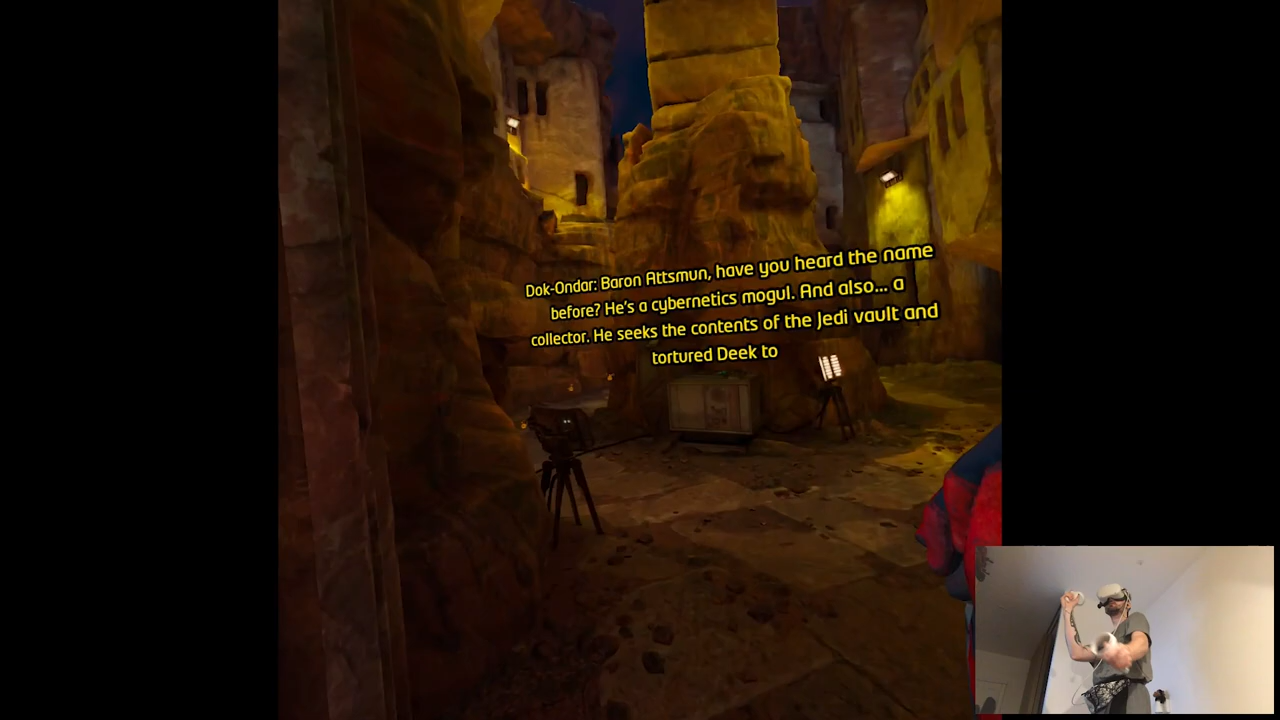 Dok-Ondar: Baron Attsmun, have you heard the name
before? He's a cybernetics mogul. And also... a
collector. He seeks the contents of the Jedi vault and
tortured Deek to